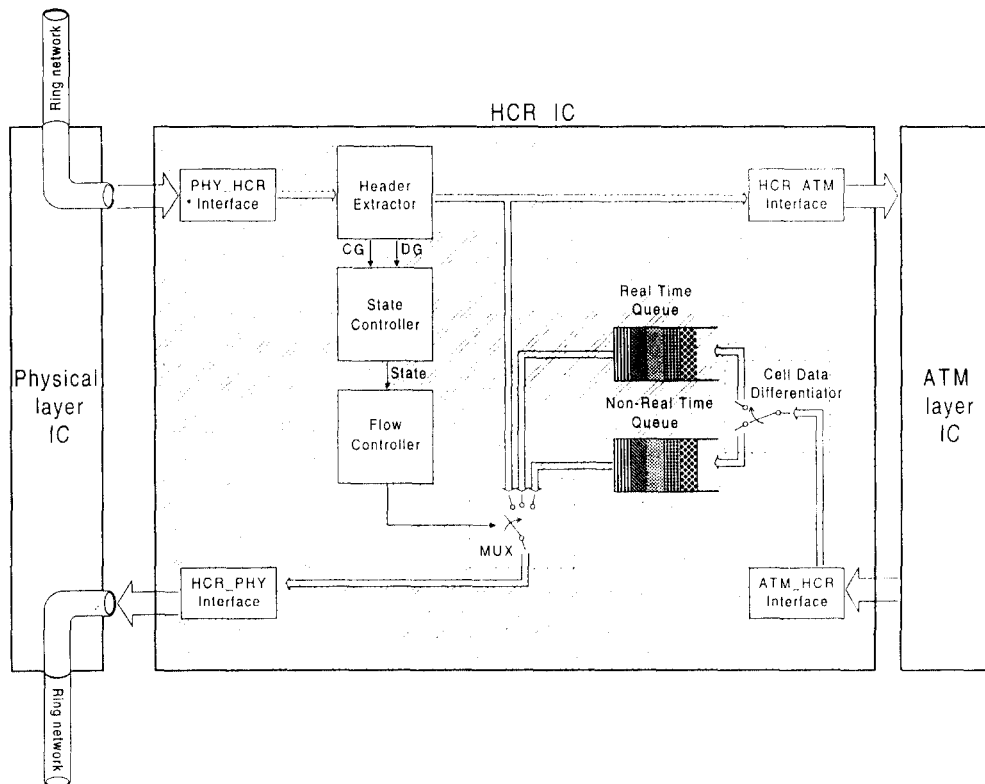 Ring network
HCR IC
PHY_HCR
Interface
Header
Extractor
HCR_ATM
Interface
CG
DG
State
Controller
Real Time
Queue
State
Physical
layer
IC
Flow
Controller
Non-Real Time
Queue
Cell Data
Differentiator
ATM
layer
IC
MUX
HCR_PHY
Interface
ATM_HCR
Interface
Ring network